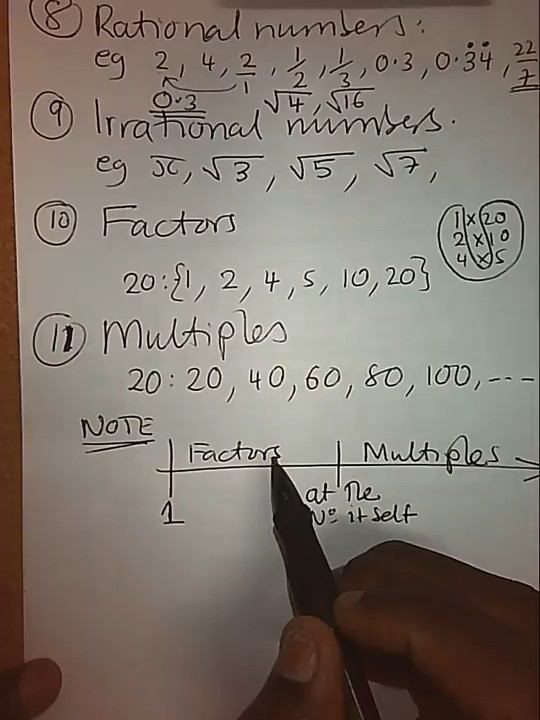 ⑧ Rational numbers:
eg 2, 4, 2/1, 1/2, 1/3, 0.3, 0.3̇4̇, 22/7
0.3 √4, √16
⑨ Irrational numbers.
eg π, √3, √5, √7,
⑩ Factors
1 x 20
2 x 10
4 x 5
20:{1, 2, 4, 5, 10, 20}
⑪ Multiples
20: 20, 40, 60, 80, 100, ----
NOTE
Factors Multiples
1 at the
Nº itself